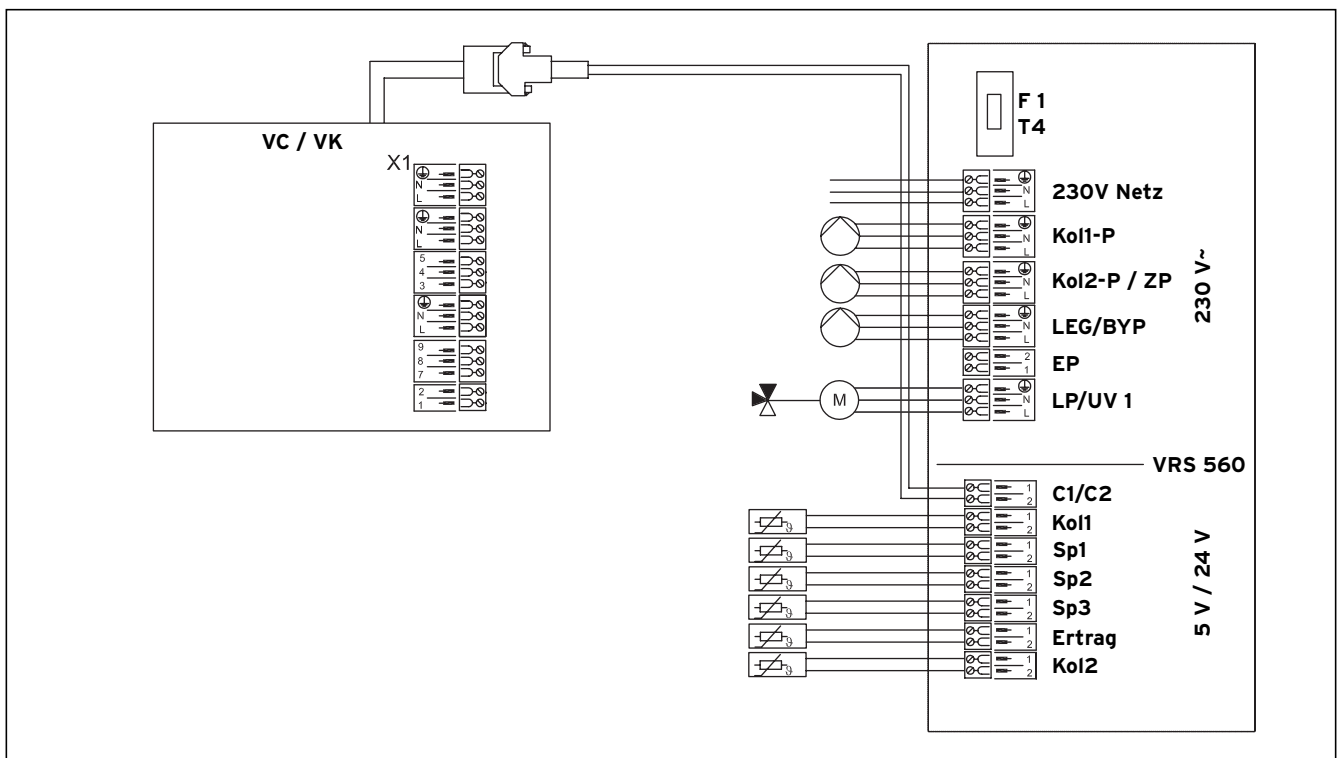 VC / VK
X1
N
L
N
L
5
4
3
N
L
9
8
7
2
1
M
F 1
T4
N
L
230V Netz
N
L
Kol1-P
N
L
Kol2-P / ZP
N
L
LEG/BYP
2
1
EP
N
L
LP/UV 1
230 V~
VRS 560
1
2
C1/C2
ϑ
1
2
Kol1
ϑ
1
2
Sp1
ϑ
1
2
Sp2
ϑ
1
2
Sp3
ϑ
1
2
Ertrag
ϑ
1
2
Kol2
5 V / 24 V